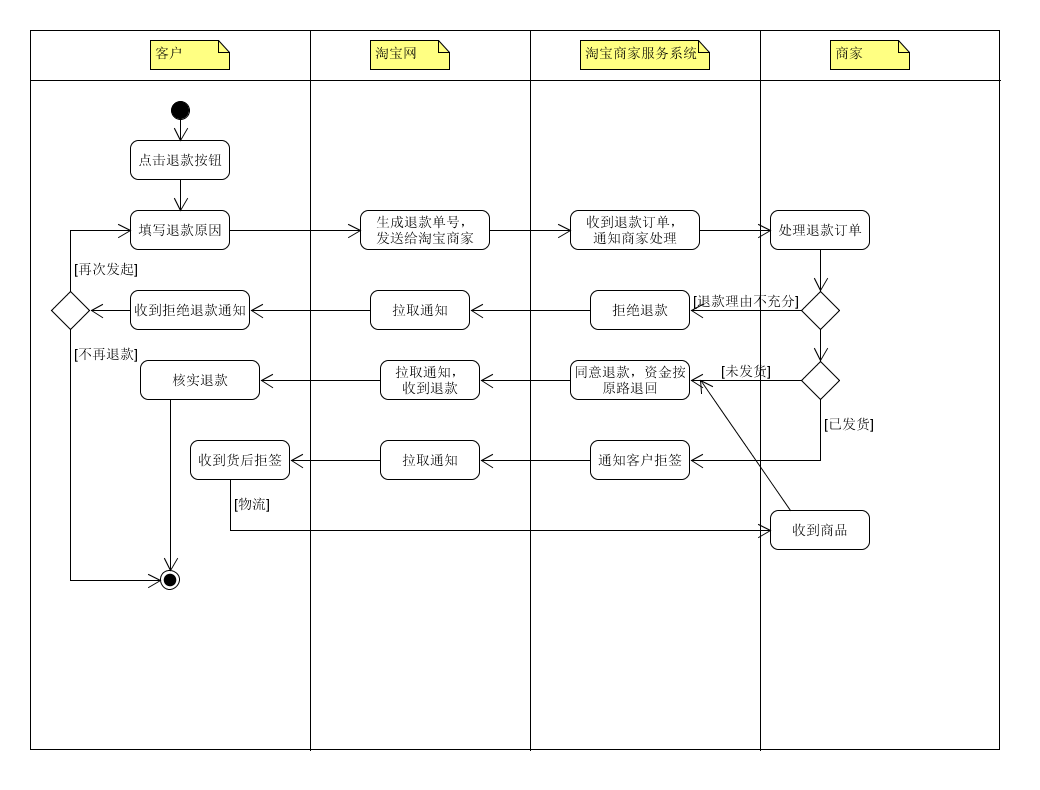 客户
淘宝网
淘宝商家服务系统
商家
点击退款按钮
填写退款原因
生成退款单号，
发送给淘宝商家
收到退款订单，
通知商家处理
处理退款订单
[再次发起]
收到拒绝退款通知
拉取通知
拒绝退款
[退款理由不充分]
[不再退款]
核实退款
拉取通知，
收到退款
同意退款，资金按
原路退回
[未发货]
[已发货]
收到货后拒签
拉取通知
通知客户拒签
[物流]
收到商品